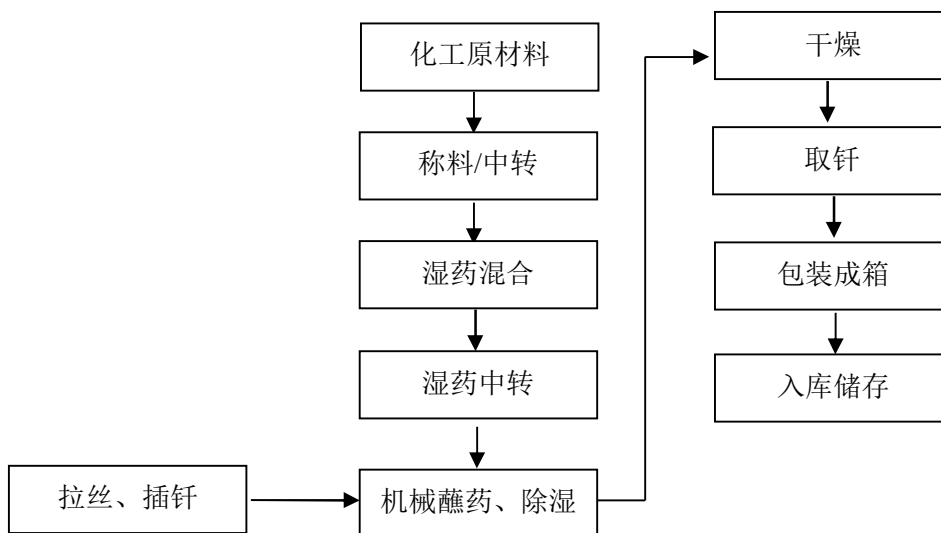 化工原材料
称料/中转
湿药混合
湿药中转
拉丝、插钎
机械蘸药、除湿
干燥
取钎
包装成箱
入库储存